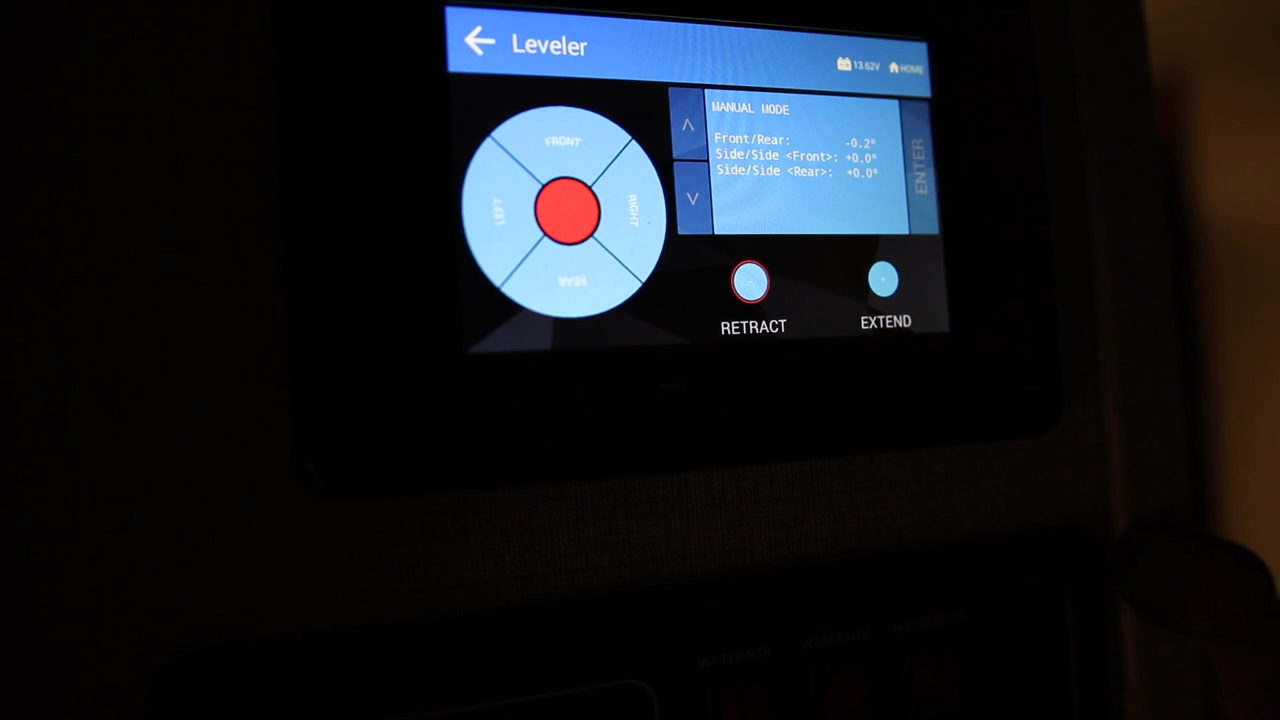 Leveler
13.62V HOME
FRONT
LEFT
RIGHT
REAR
MANUAL MODE
Front/Rear: -0.2°
Side/Side <Front>: +0.0°
Side/Side <Rear>: +0.0°
ENTER
RETRACT
EXTEND